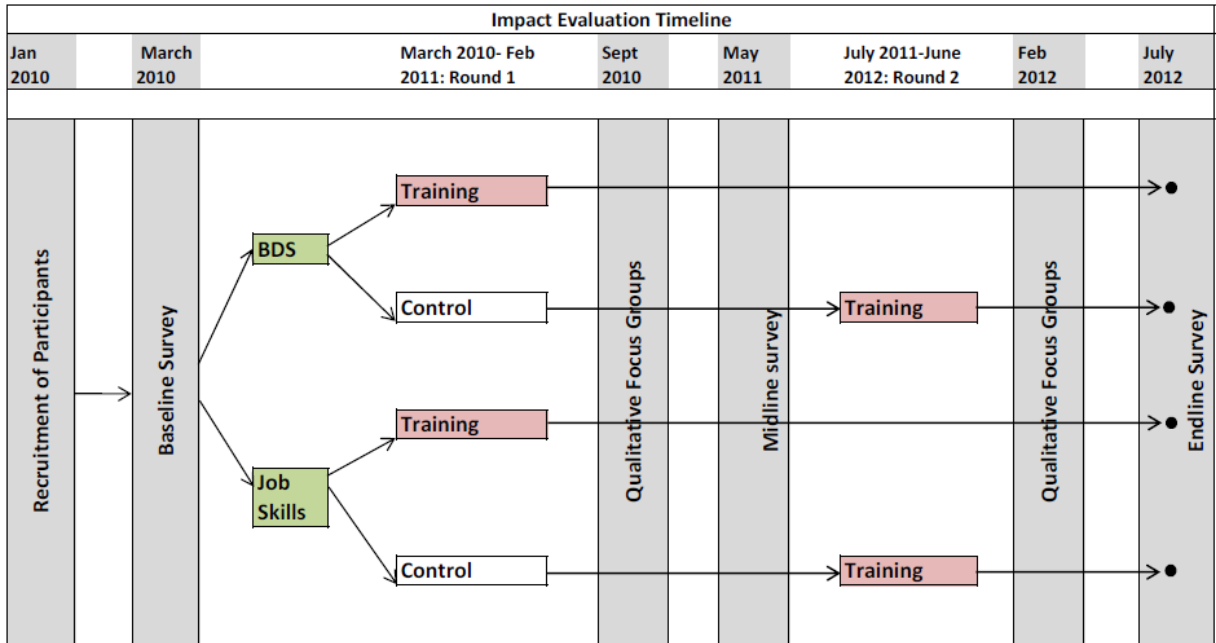 Impact Evaluation Timeline
Jan
2010
March
2010
March 2010- Feb
2011: Round 1
Sept
2010
May
2011
July 2011-June
2012: Round 2
Feb
2012
July
2012
Recruitment of Participants
Baseline Survey
BDS
Job
Skills
Training
Control
Training
Control
Qualitative Focus Groups
Midline survey
Training
Training
Qualitative Focus Groups
Endline Survey